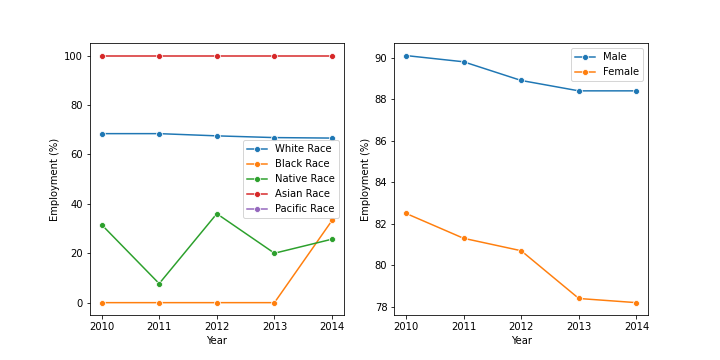 100
80
60
40
20
0
Employment (%)
2010 2011 2012 2013 2014
Year
White Race
Black Race
Native Race
Asian Race
Pacific Race
90
88
86
84
82
80
78
Employment (%)
2010 2011 2012 2013 2014
Year
Male
Female